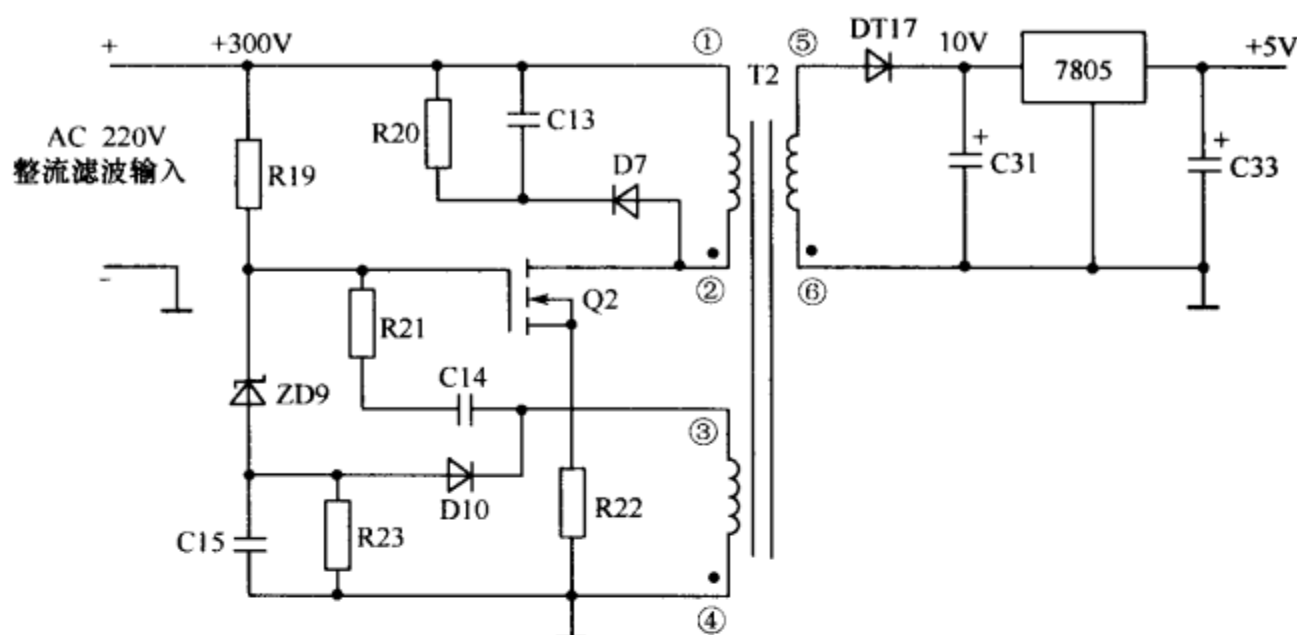 +
+300V
①
⑤
DT17
10V
7805
+5V
T2
AC 220V
整流滤波输入
R19
R20
C13
D7
+
C31
+
C33
-
②
⑥
Q2
R21
C14
ZD9
③
D10
R22
C15
R23
④